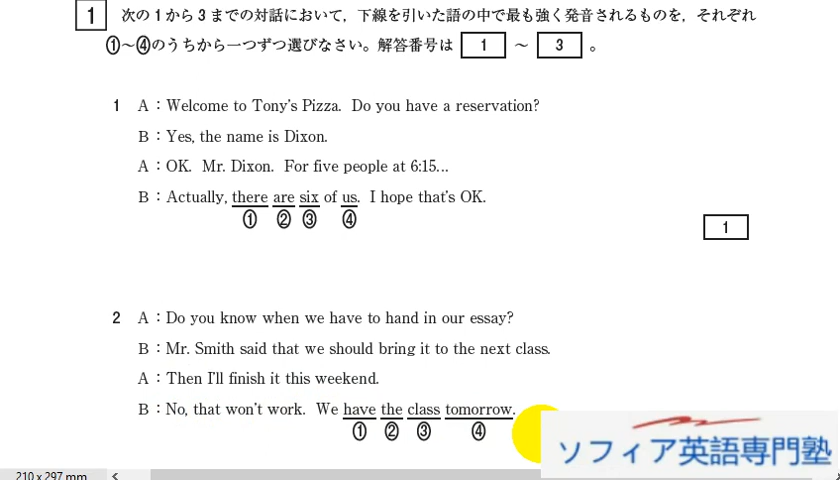 1 次の1から3までの対話において，下線を引いた語の中で最も強く発音されるものを，それぞれ
①～④のうちから一つずつ選びなさい。解答番号は 1 ～ 3 。
1 A：Welcome to Tony's Pizza. Do you have a reservation?
B：Yes, the name is Dixon.
A：OK. Mr. Dixon. For five people at 6:15...
B：Actually, there are six of us. I hope that's OK.
① ② ③ ④
1
2 A：Do you know when we have to hand in our essay?
B：Mr. Smith said that we should bring it to the next class.
A：Then I'll finish it this weekend.
B：No, that won't work. We have the class tomorrow.
① ② ③ ④
ソフィア英語専門塾
210 x 297 mm